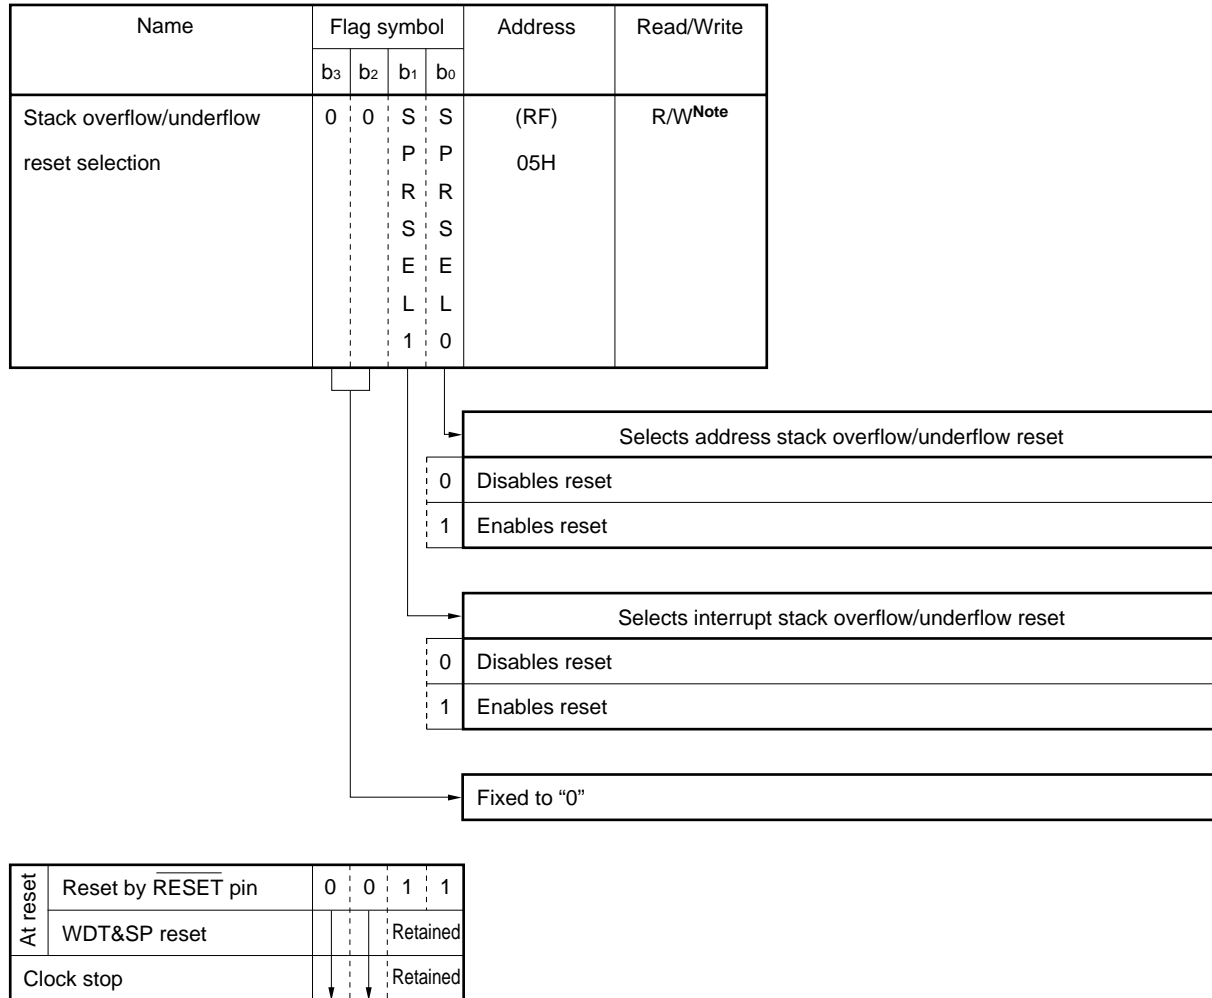 Name Flag symbol Address Read/Write
b3 b2 b1 b0
Stack overflow/underflow 0 0 S S (RF) R/WNote
reset selection P P 05H
R R
S S
E E
L L
1 0
Selects address stack overflow/underflow reset
0 Disables reset
1 Enables reset
Selects interrupt stack overflow/underflow reset
0 Disables reset
1 Enables reset
Fixed to “0”
At reset
Reset by RESET pin 0 0 1 1
WDT&SP reset Retained
Clock stop Retained